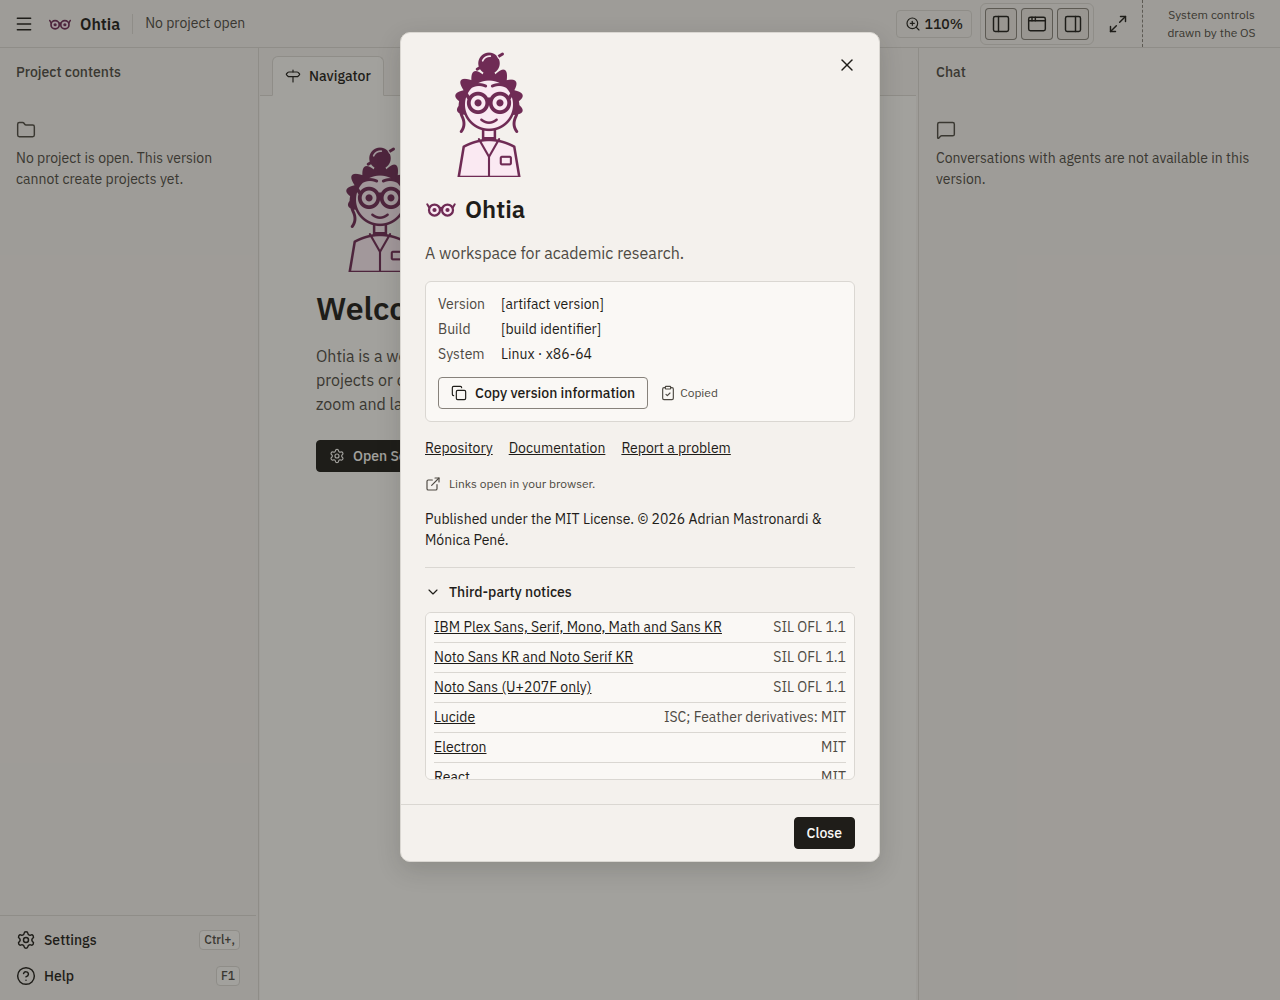 Ohtia
No project open
110%
System controls
drawn by the OS
Project contents
No project is open. This version
cannot create projects yet.
Settings
Ctrl+,
Help
F1
Navigator
Welco
Ohtia is a w
projects or
zoom and la
Open S
Ohtia
A workspace for academic research.
Version [artifact version]
Build [build identifier]
System Linux · x86-64
Copy version information
Copied
Repository Documentation Report a problem
Links open in your browser.
Published under the MIT License. © 2026 Adrian Mastronardi &
Mónica Pené.
Third-party notices
IBM Plex Sans, Serif, Mono, Math and Sans KR SIL OFL 1.1
Noto Sans KR and Noto Serif KR SIL OFL 1.1
Noto Sans (U+207F only) SIL OFL 1.1
Lucide ISC; Feather derivatives: MIT
Electron MIT
React MIT
Close
Chat
Conversations with agents are not available in this
version.